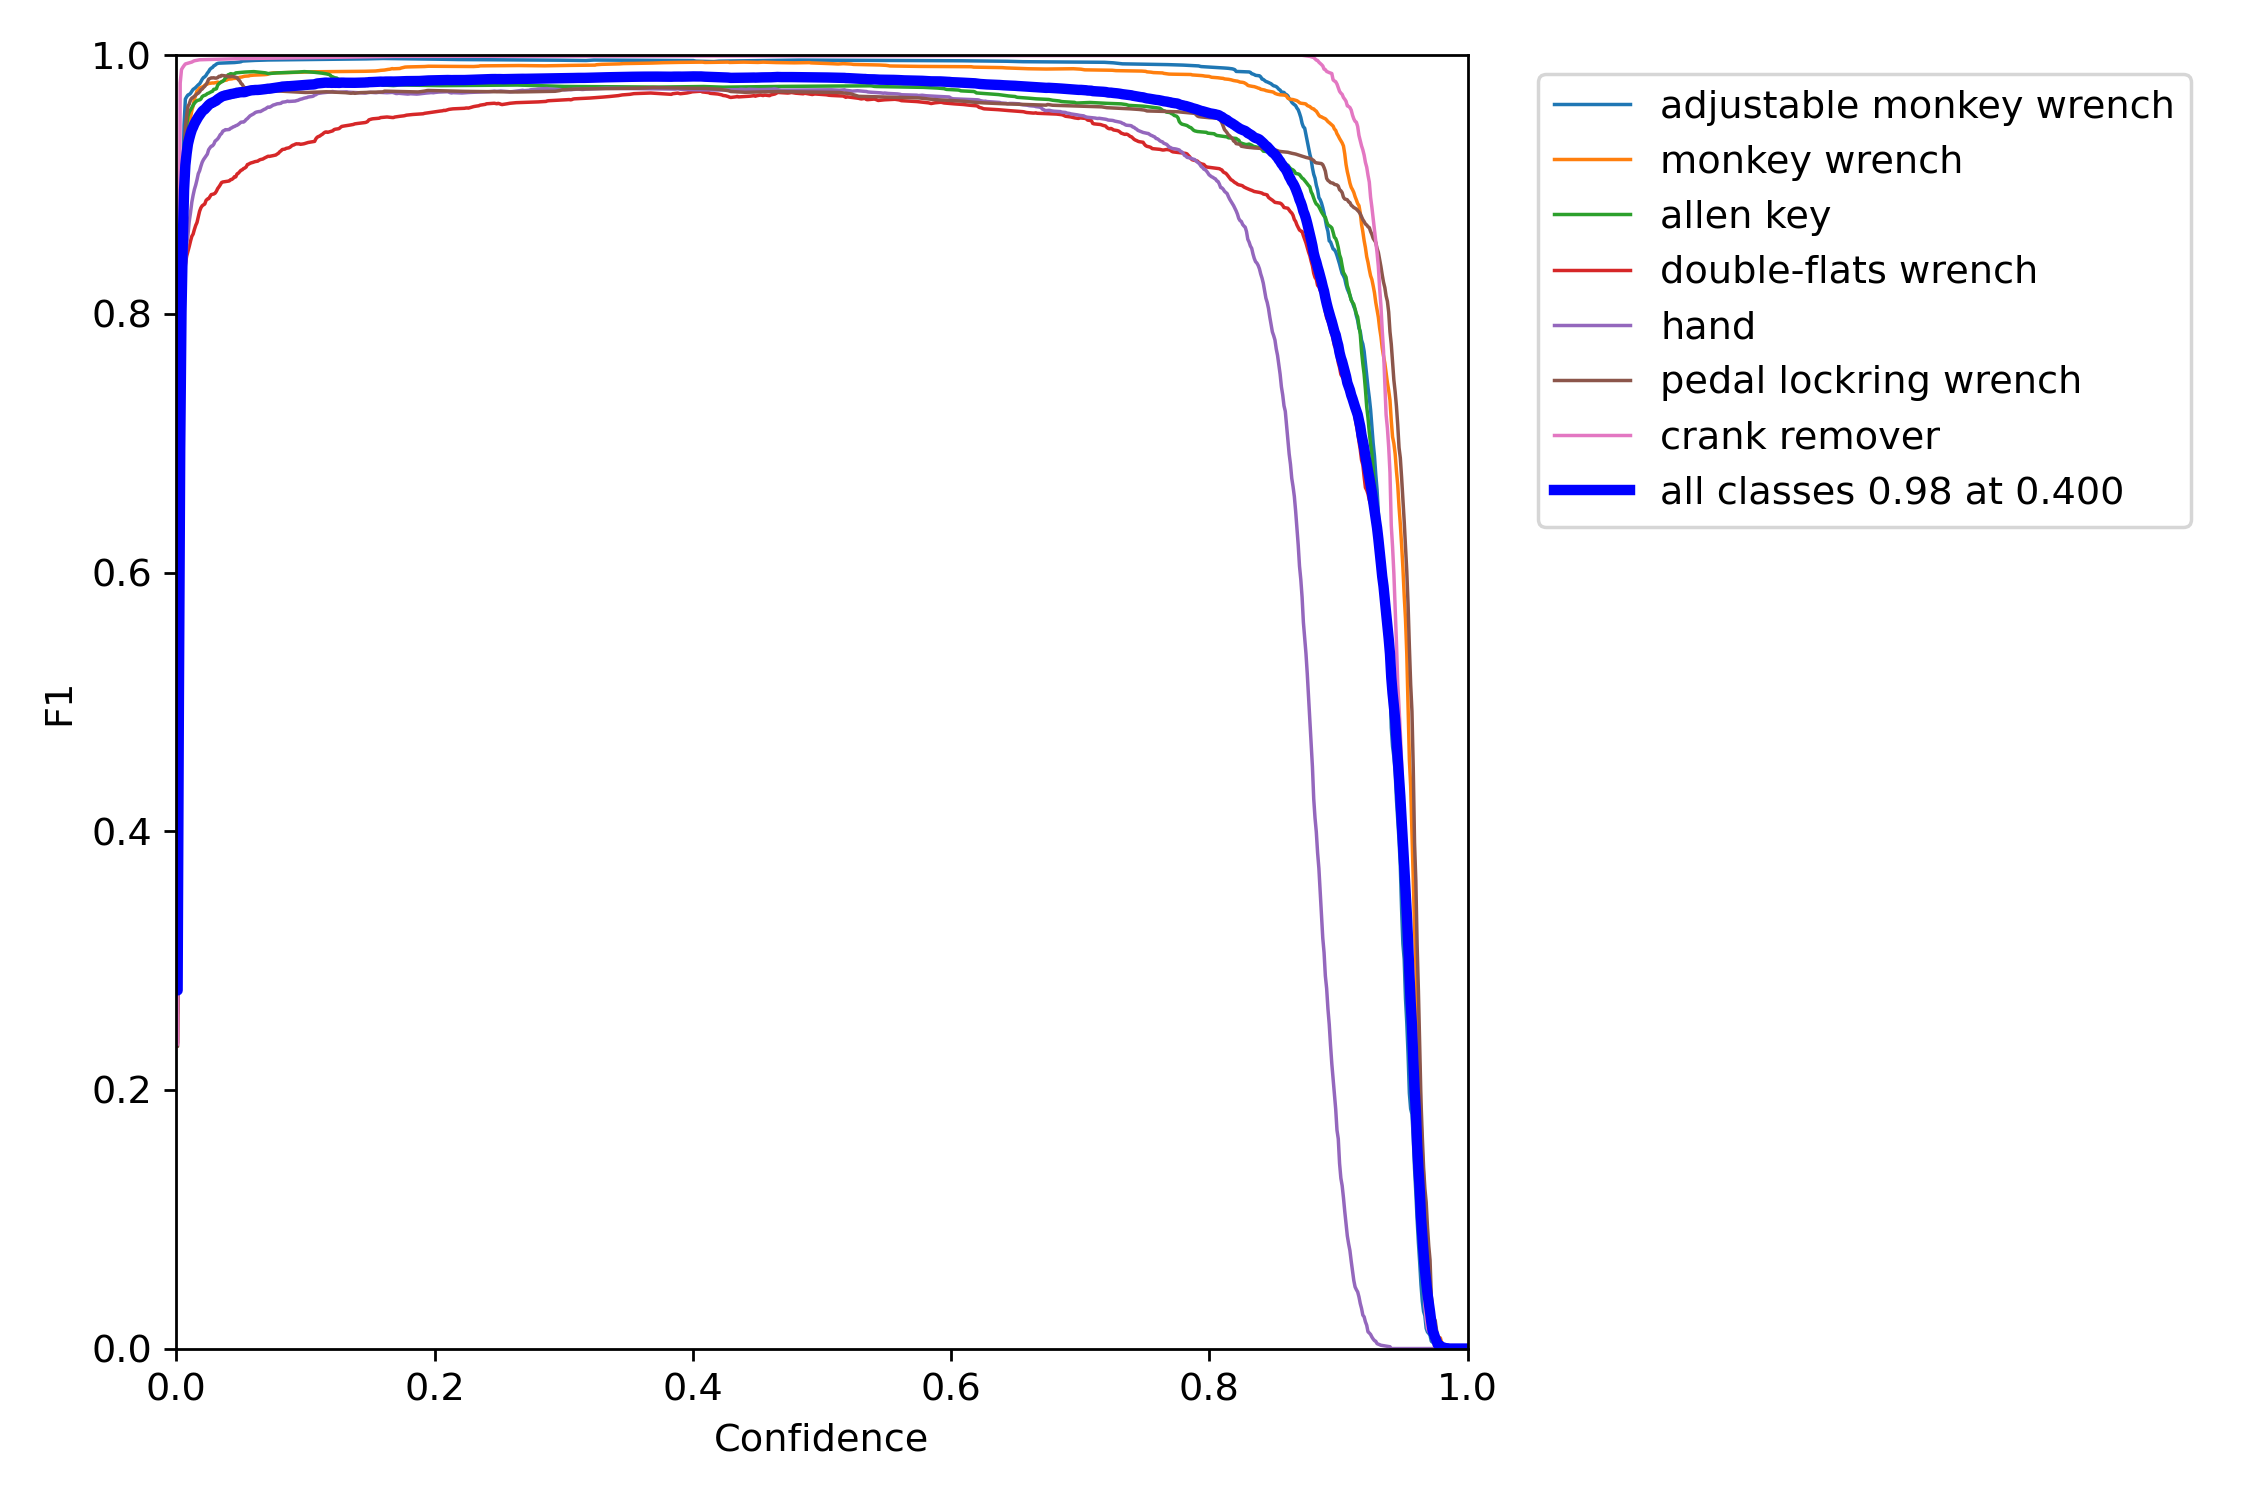 1.0
0.8
0.6
0.4
0.2
0.0
F1
0.0 0.2 0.4 0.6 0.8 1.0
Confidence
adjustable monkey wrench
monkey wrench
allen key
double-flats wrench
hand
pedal lockring wrench
crank remover
all classes 0.98 at 0.400